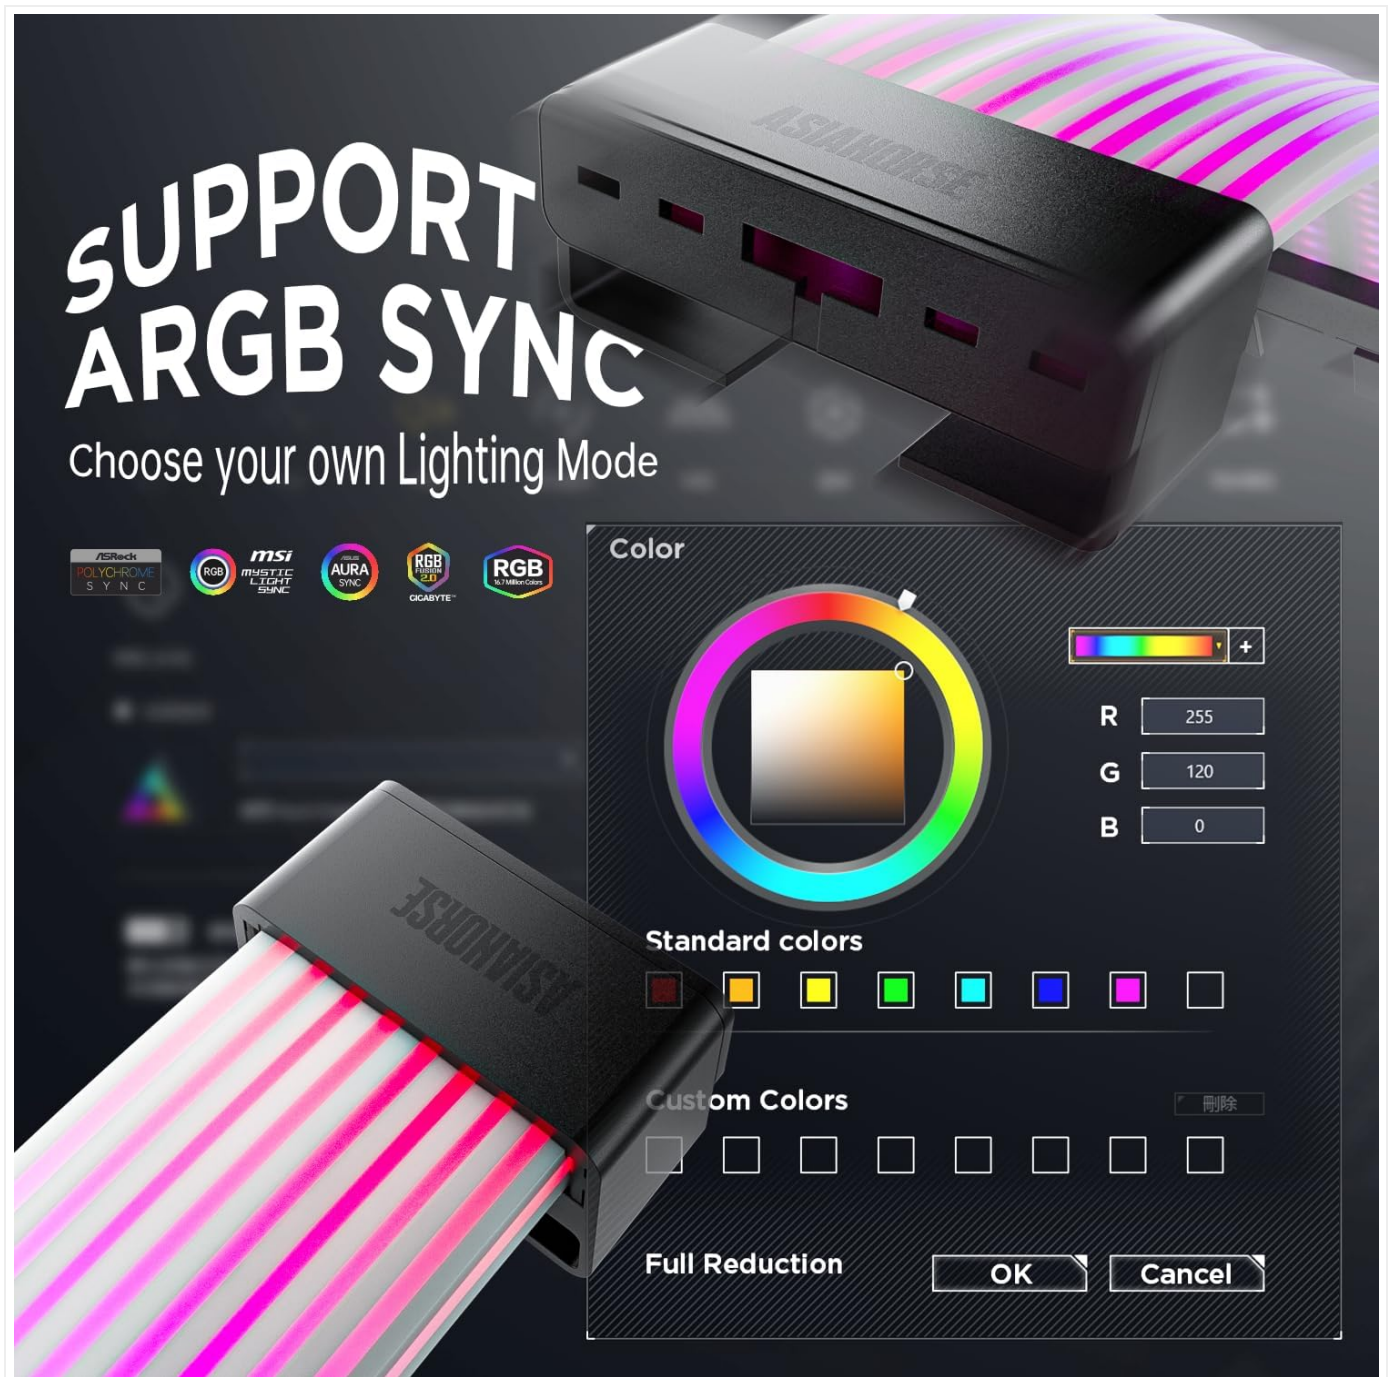 ASIAHORSE
SUPPORT
ARGB SYNC
Choose your own Lighting Mode
ASRock
POLYCHROME
SYNC
RGB
msi
MYSTIC
LIGHT
SYNC
ASUS
AURA
SYNC
RGB
FUSION
2.0
GIGABYTE™
RGB
16.7 Million Colors
Color
R 255
G 120
B 0
ASIAHORSE
Standard colors
Custom Colors
刪除
Full Reduction
OK
Cancel